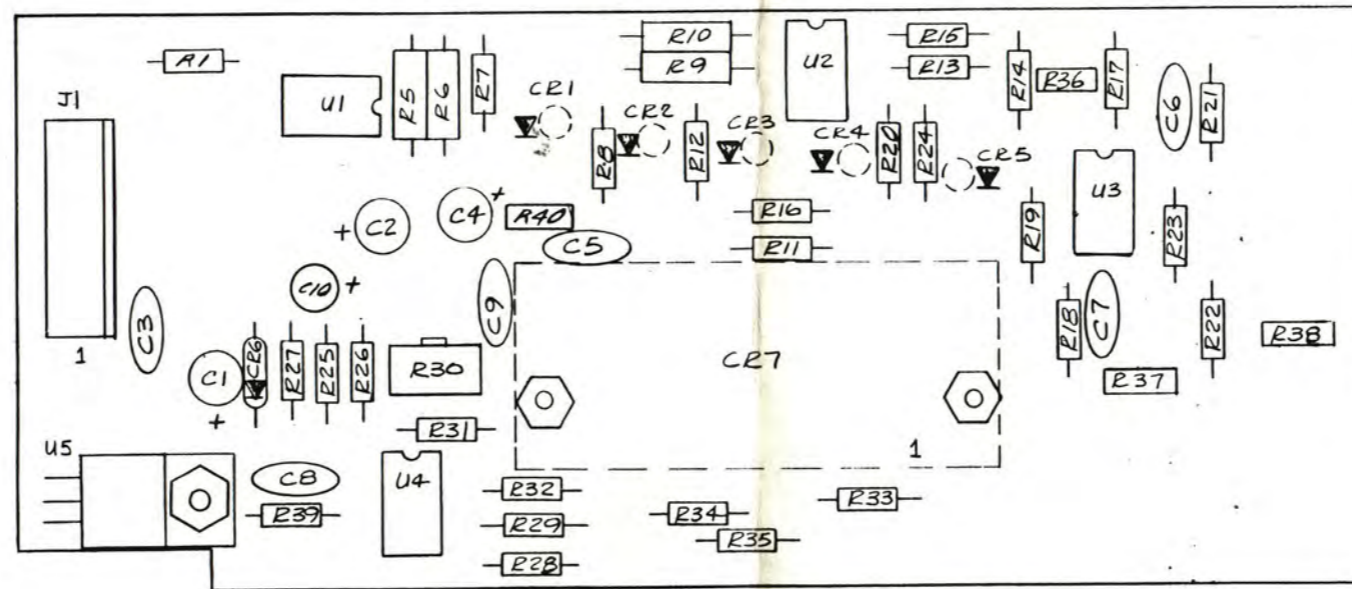 R10
R15
R1
R9
U2
R13
R7
R14
R36
R17
J1
U1
R5
R6
CR1
C6
R21
CR2
CR3
CR4
R8
R12
R20
R24
CR5
U3
C2
C4
R40
R16
R19
R23
C5
R11
C10
C9
C3
R18
C7
R22
R38
1
CR6
R27
R25
R26
R30
CR7
C1
R37
R31
1
U5
C8
U4
R32
R33
R39
R34
R29
R35
R28
+
+
+
+